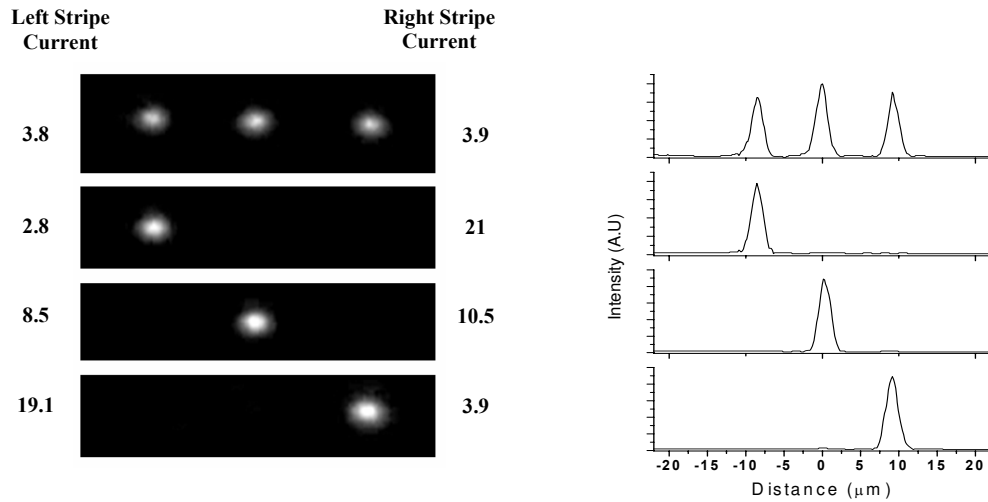 Left Stripe
Current
Right Stripe
Current
3.8
3.9
2.8
21
8.5
10.5
19.1
3.9
Intensity (A.U)
-20 -15 -10 -5 0 5 10 15 20
Distance (μm)